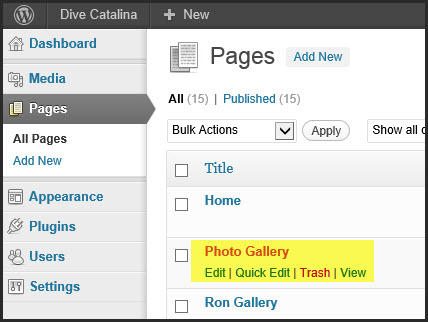 Dive Catalina + New
Dashboard
Media
Pages
All Pages
Add New
Appearance
Plugins
Users
Settings
Pages Add New
All (15) | Published (15)
Bulk Actions Apply Show all
Title
Home
Photo Gallery
Edit | Quick Edit | Trash | View
Ron Gallery